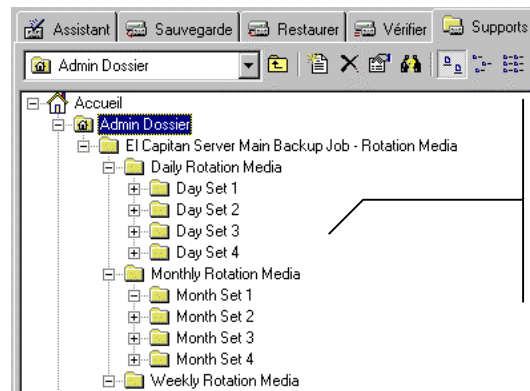 Assistant Sauvegarde Restaurer Vérifier Supports
Admin Dossier
Accueil
Admin Dossier
El Capitan Server Main Backup Job - Rotation Media
Daily Rotation Media
Day Set 1
Day Set 2
Day Set 3
Day Set 4
Monthly Rotation Media
Month Set 1
Month Set 2
Month Set 3
Month Set 4
Weekly Rotation Media